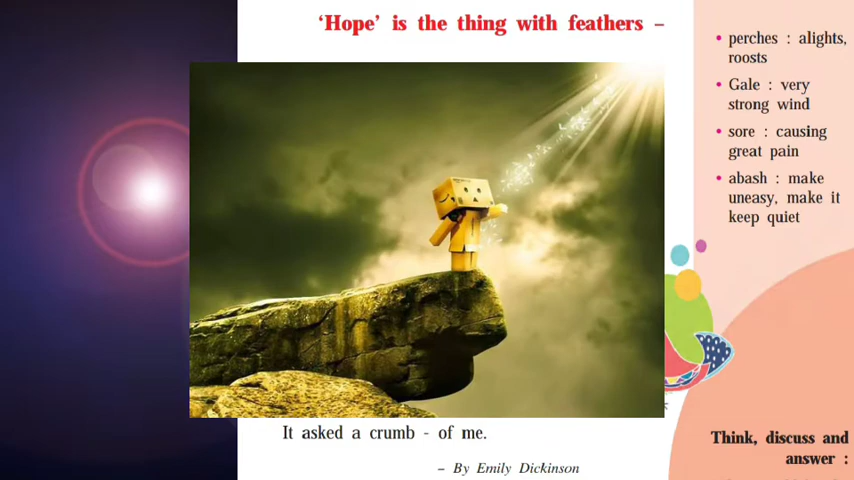 ‘Hope’ is the thing with feathers –
It asked a crumb - of me.
– By Emily Dickinson
• perches : alights,
roosts
• Gale : very
strong wind
• sore : causing
great pain
• abash : make
uneasy, make it
keep quiet
Think, discuss and
answer :